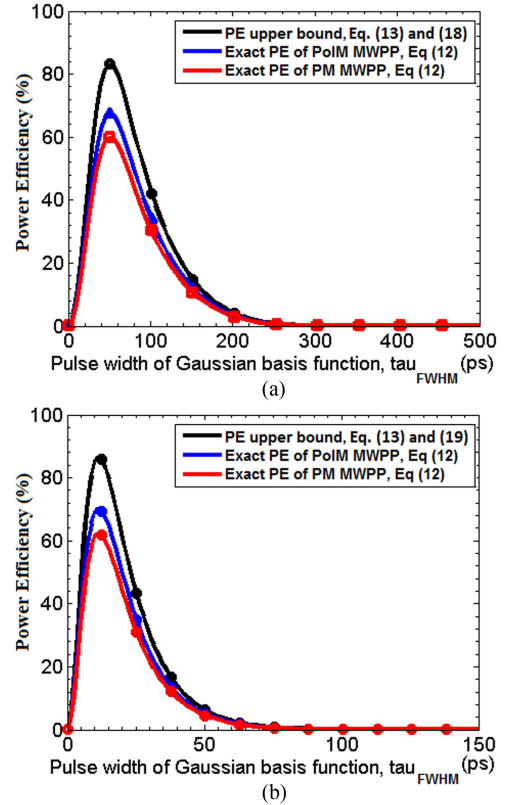 PE upper bound, Eq. (13) and (18)
Exact PE of PolM MWPP, Eq (12)
Exact PE of PM MWPP, Eq (12)
Power Efficiency (%)
100
80
60
40
20
0
0 100 200 300 400 500
Pulse width of Gaussian basis function, tau FWHM (ps)
(a)
PE upper bound, Eq. (13) and (19)
Exact PE of PolM MWPP, Eq (12)
Exact PE of PM MWPP, Eq (12)
Power Efficiency (%)
100
80
60
40
20
0
0 50 100 150
Pulse width of Gaussian basis function, tau FWHM (ps)
(b)